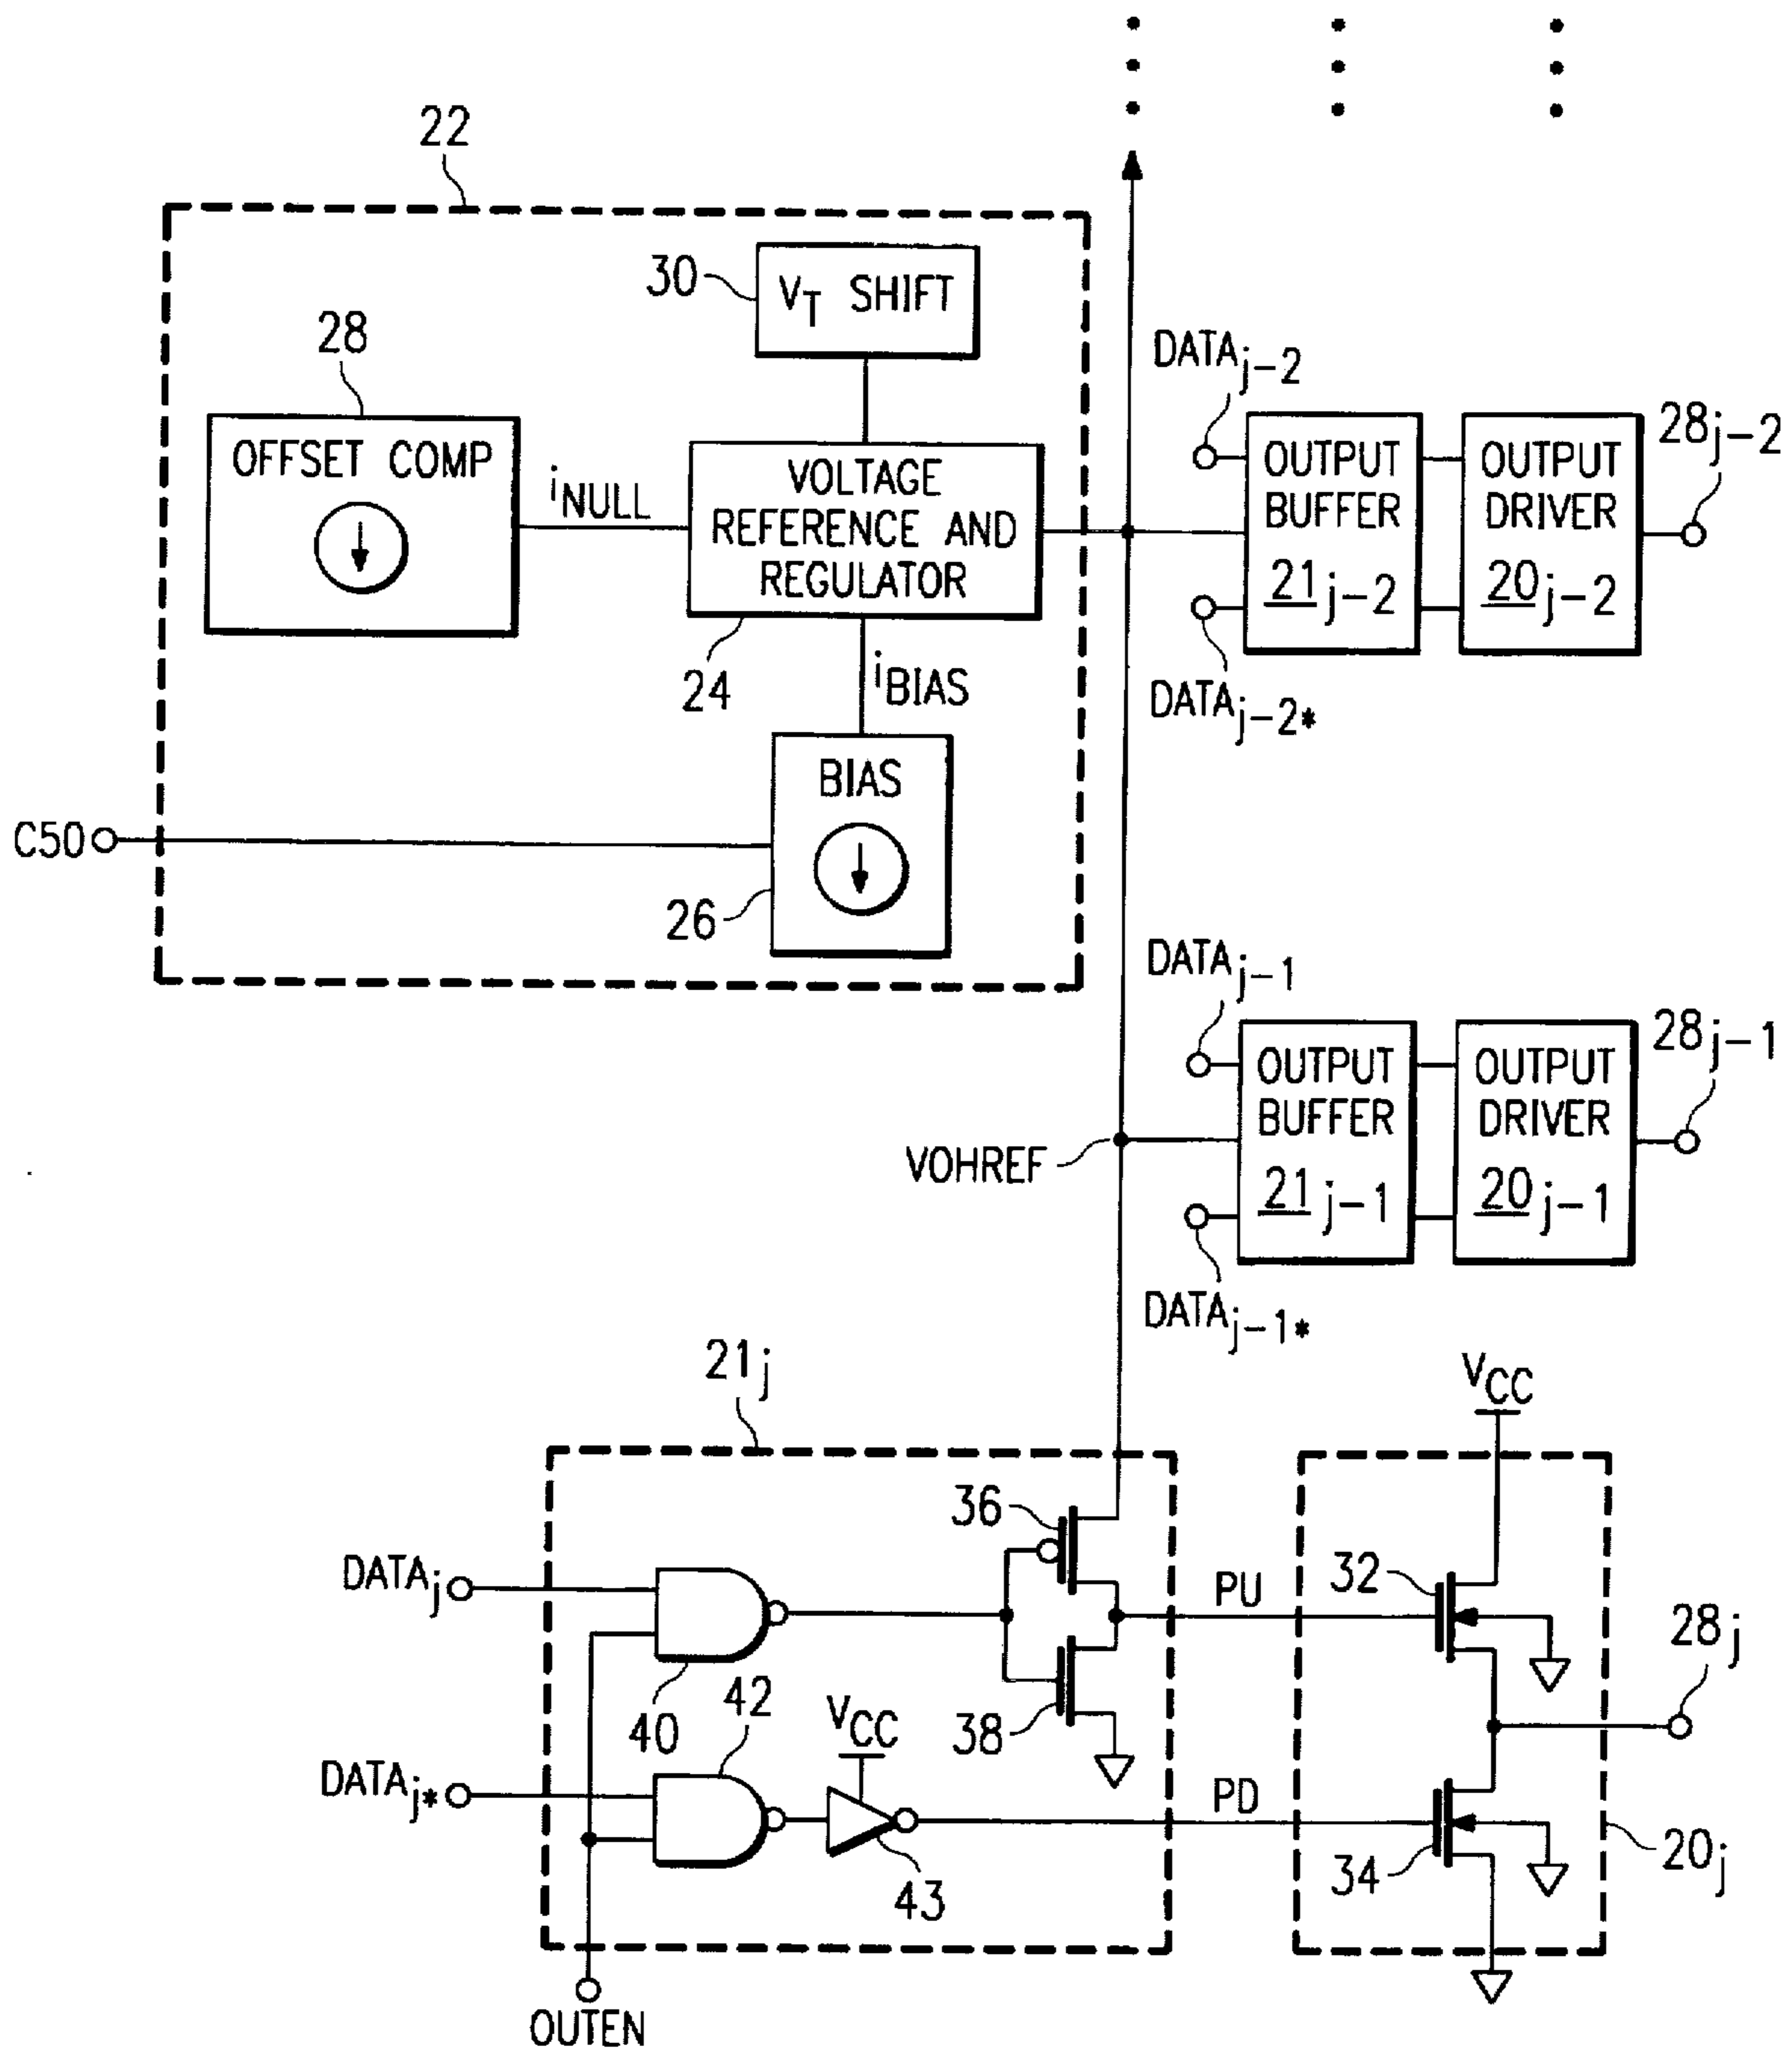 22
30
V_T SHIFT
28
OFFSET COMP
i_NULL
VOLTAGE
REFERENCE AND
REGULATOR
24
i_BIAS
BIAS
C50
26
DATA_j-2
OUTPUT
BUFFER
21_j-2
OUTPUT
DRIVER
20_j-2
28_j-2
DATA_j-2*
DATA_j-1
OUTPUT
BUFFER
21_j-1
OUTPUT
DRIVER
20_j-1
28_j-1
VOHREF
DATA_j-1*
21_j
V_CC
36
DATA_j
40
PU
32
28_j
42
V_CC
38
DATA_j*
43
PD
34
20_j
OUTEN